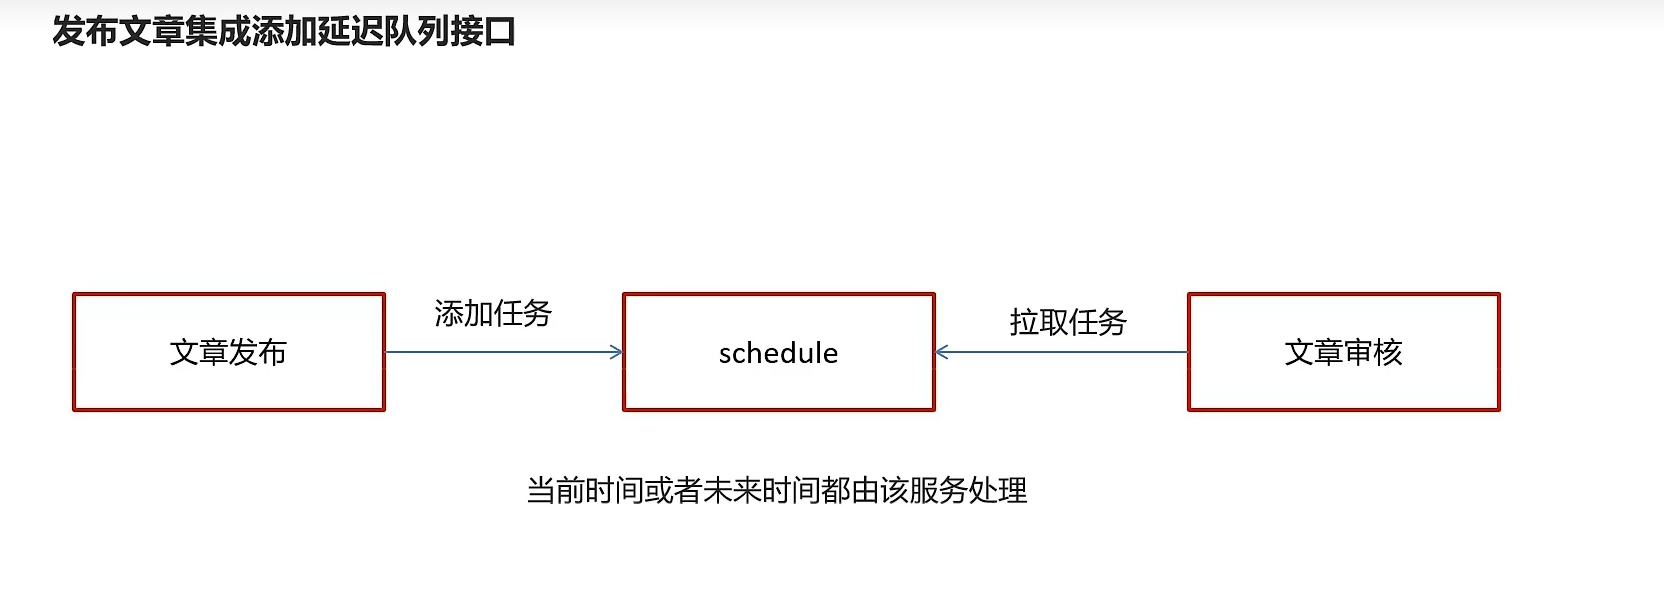 发布文章集成添加延迟队列接口
文章发布
添加任务
schedule
拉取任务
文章审核
当前时间或者未来时间都由该服务处理